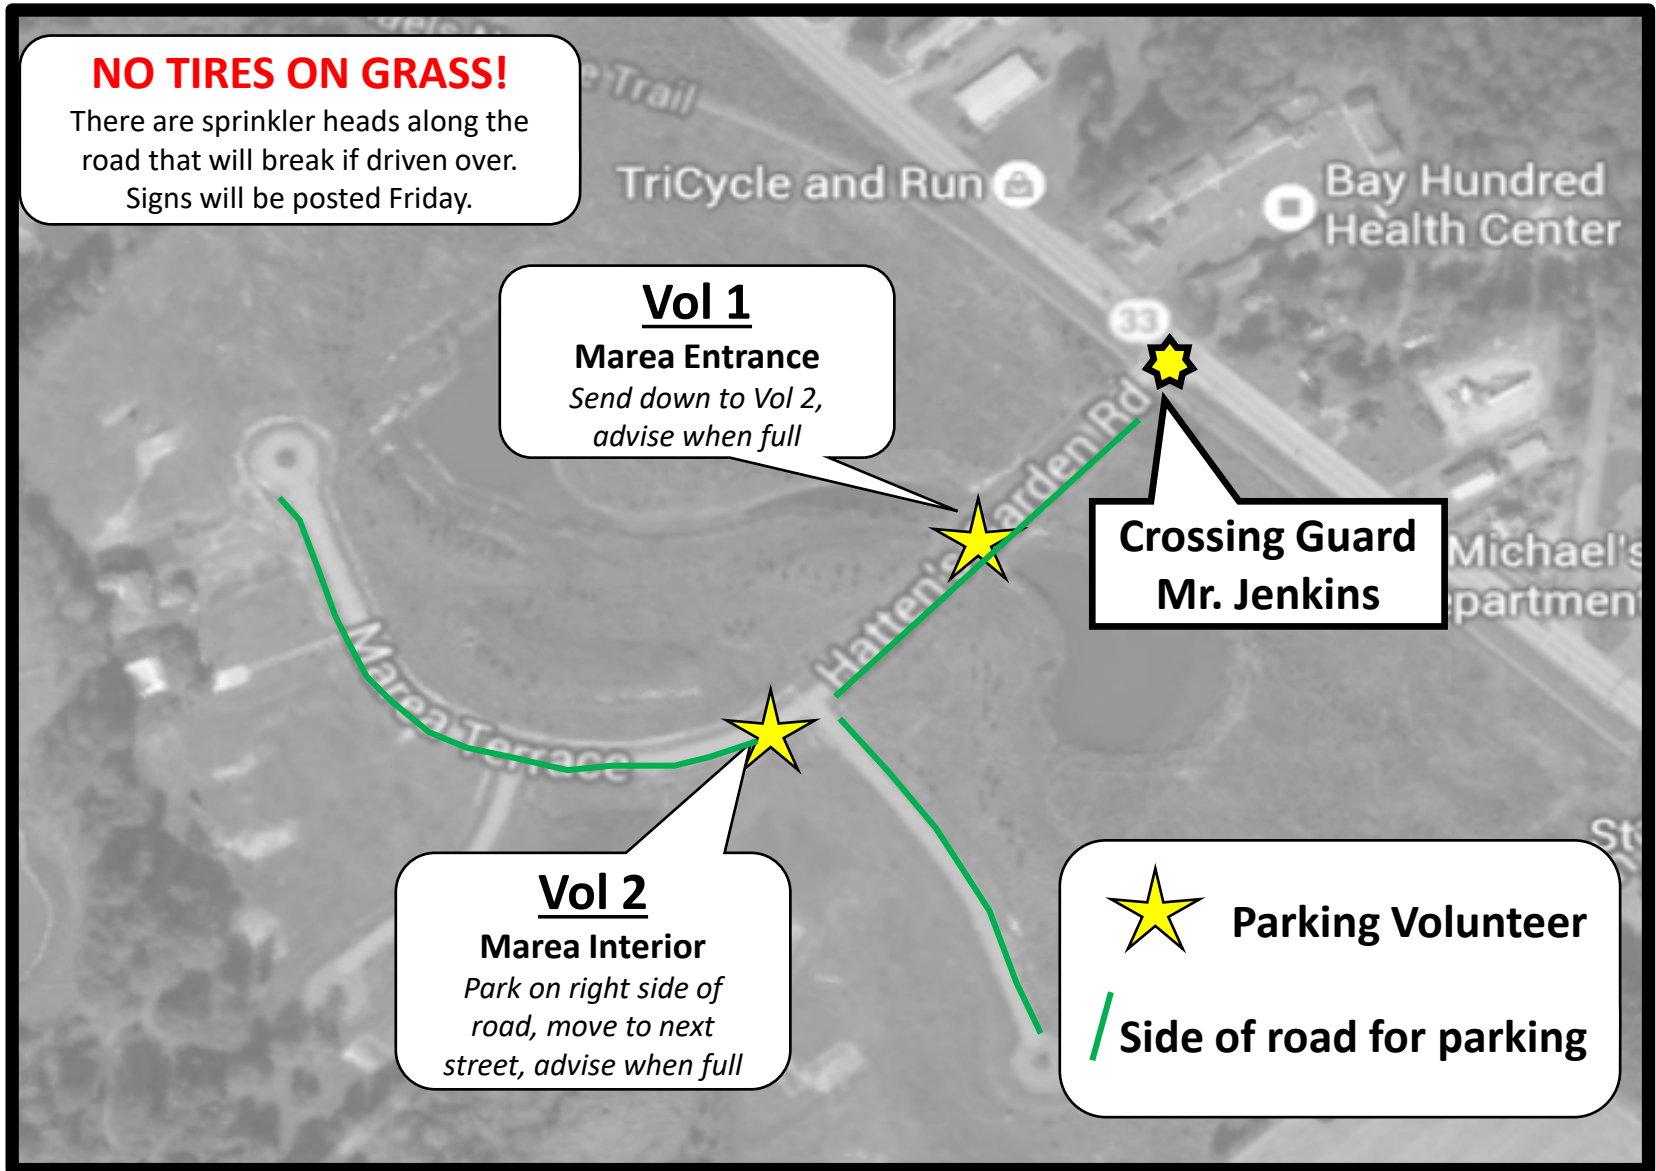 NO TIRES ON GRASS!
There are sprinkler heads along the
road that will break if driven over.
Signs will be posted Friday.
Trail
TriCycle and Run
Bay Hundred
Health Center
33
Vol 1
Marea Entrance
Send down to Vol 2,
advise when full
Hatten's Garden Rd
Crossing Guard
Mr. Jenkins
Michael's
Marea Terrace
Vol 2
Marea Interior
Park on right side of
road, move to next
street, advise when full
Parking Volunteer
Side of road for parking